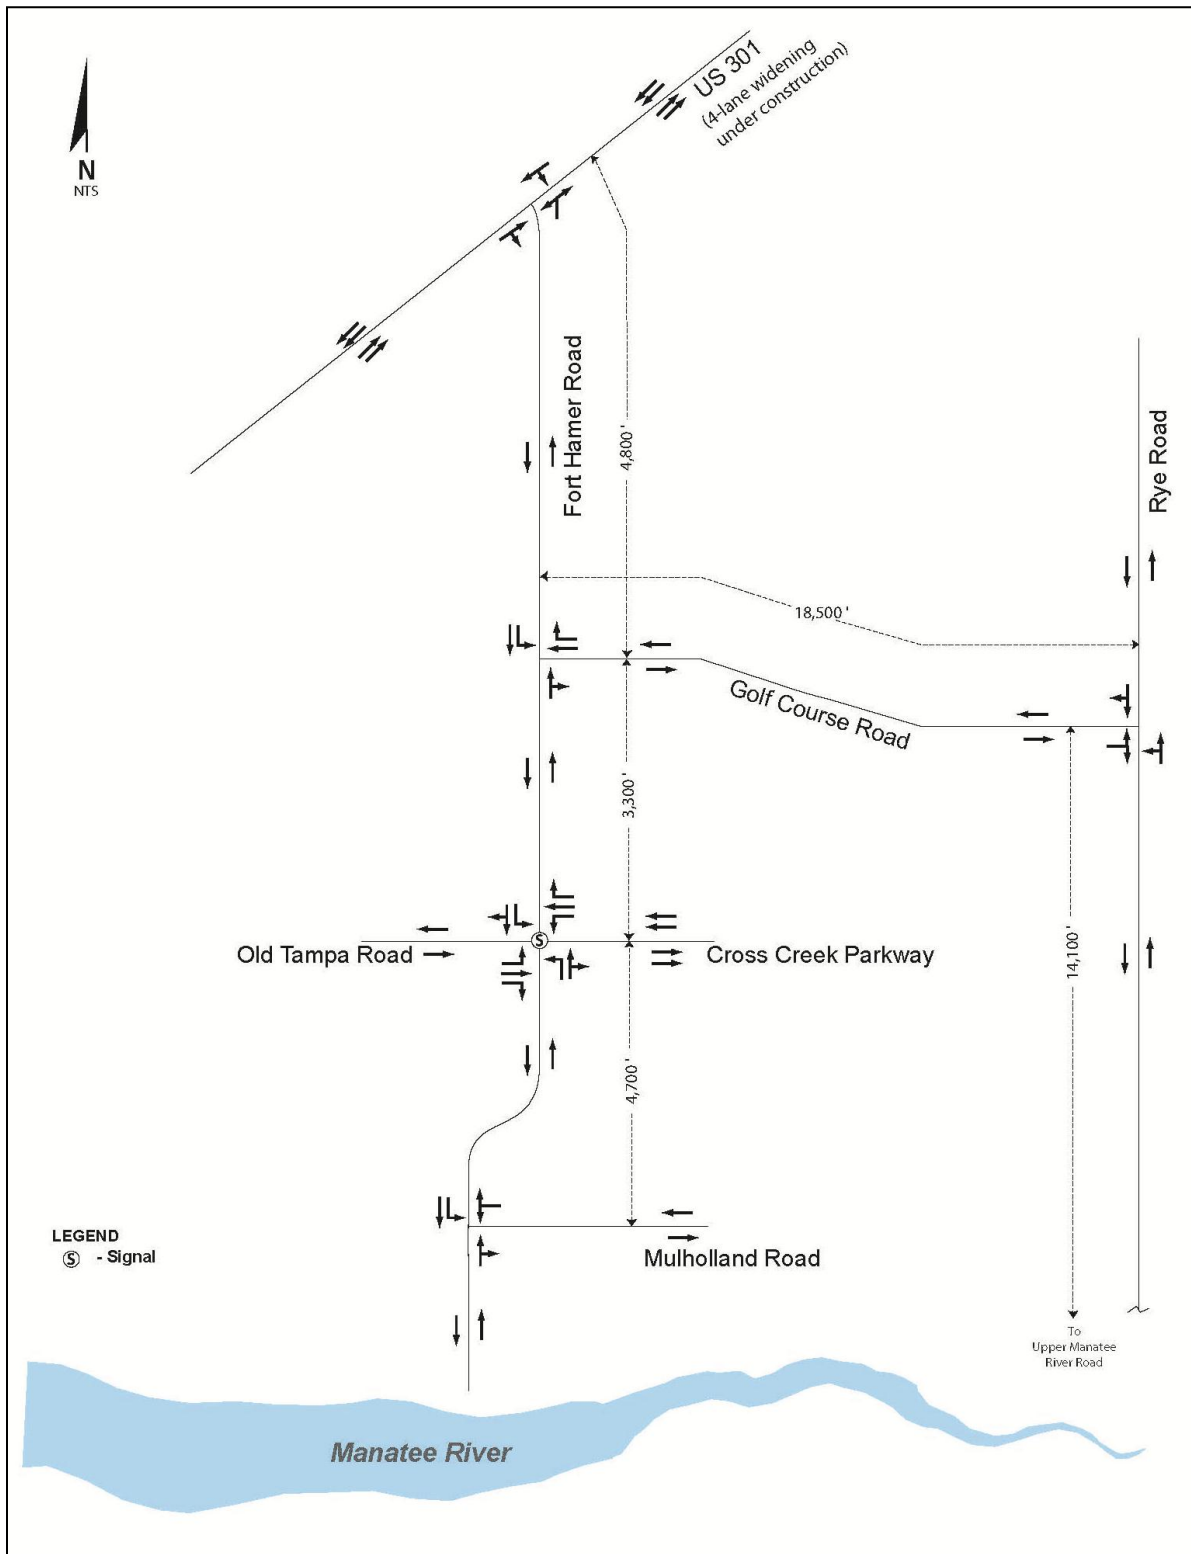 US 301
(4-lane widening
under construction)
N
NTS
Fort Hamer Road
4,800'
Rye Road
18,500'
Golf Course Road
3,300'
14,100'
S
Old Tampa Road
Cross Creek Parkway
4,700'
LEGEND
S - Signal
Mulholland Road
To
Upper Manatee
River Road
Manatee River